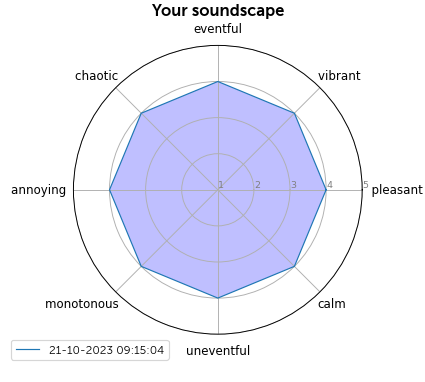 Your soundscape
eventful
chaotic vibrant
annoying 1 2 3 4 5 pleasant
monotonous calm
21-10-2023 09:15:04 uneventful